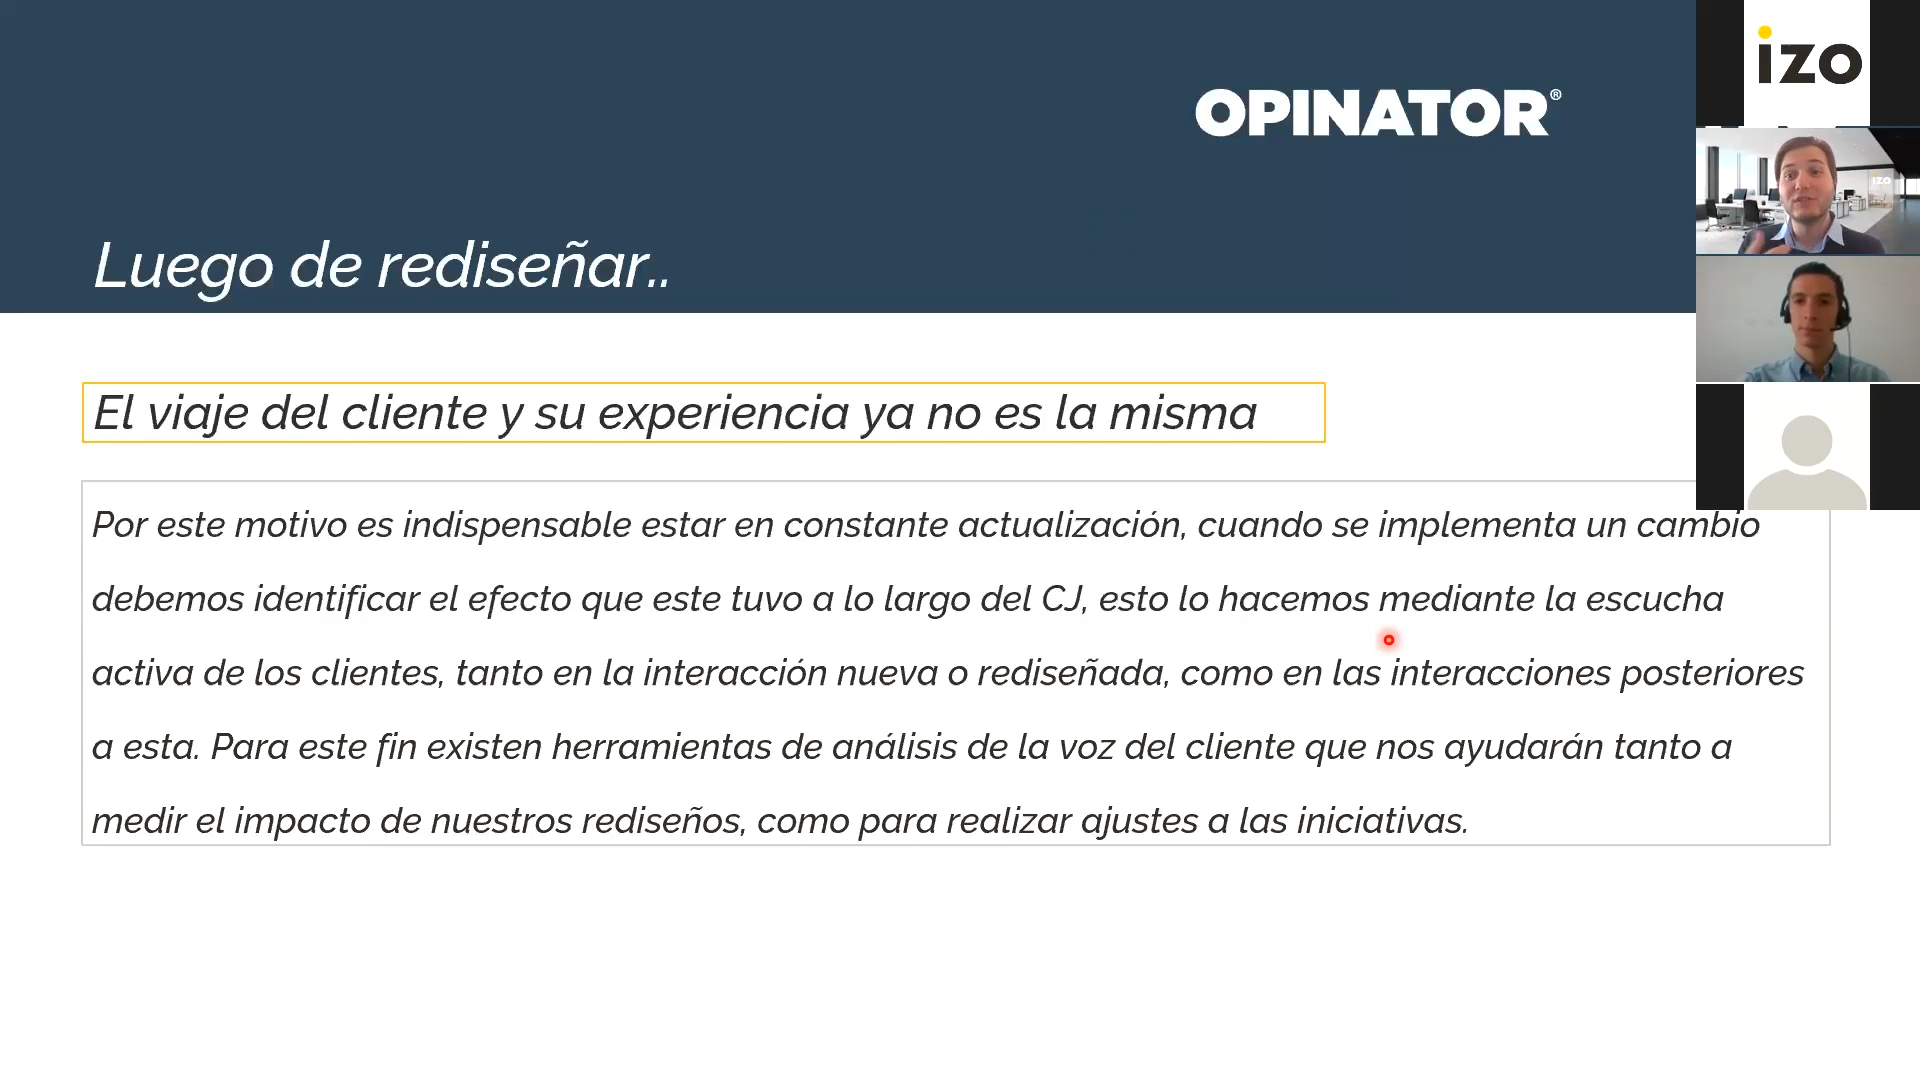 OPINATOR®
izo
izo
Luego de rediseñar..
El viaje del cliente y su experiencia ya no es la misma
Por este motivo es indispensable estar en constante actualización, cuando se implementa un cambio
debemos identificar el efecto que este tuvo a lo largo del CJ, esto lo hacemos mediante la escucha
activa de los clientes, tanto en la interacción nueva o rediseñada, como en las interacciones posteriores
a esta. Para este fin existen herramientas de análisis de la voz del cliente que nos ayudarán tanto a
medir el impacto de nuestros rediseños, como para realizar ajustes a las iniciativas.